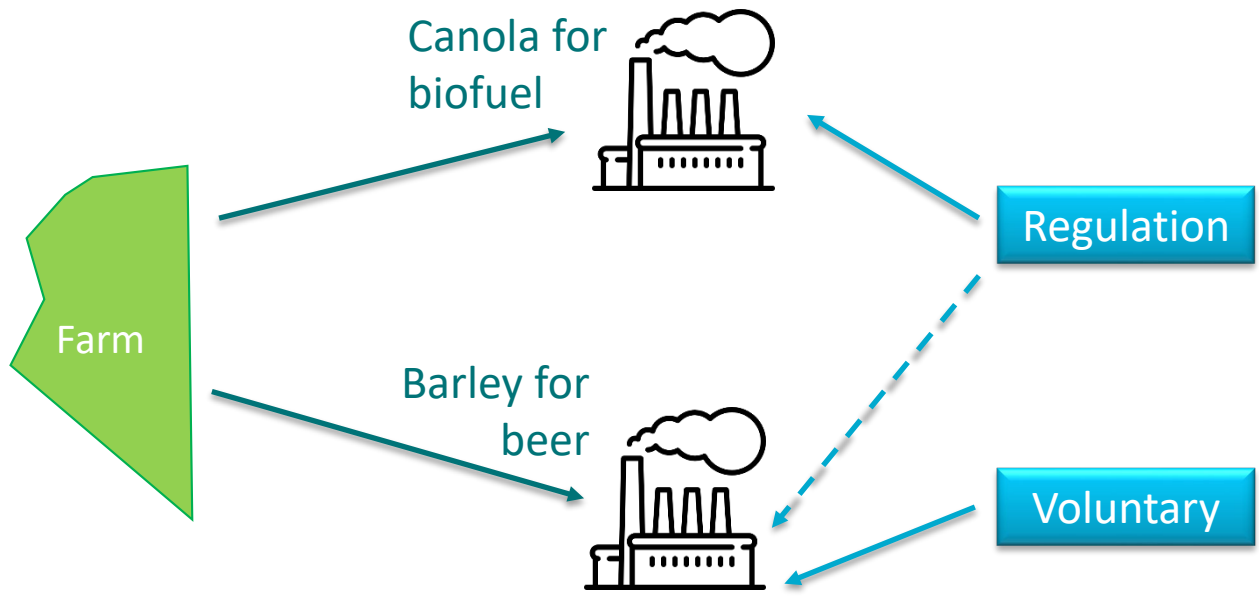 Canola for
biofuel
Regulation
Farm
Barley for
beer
Voluntary